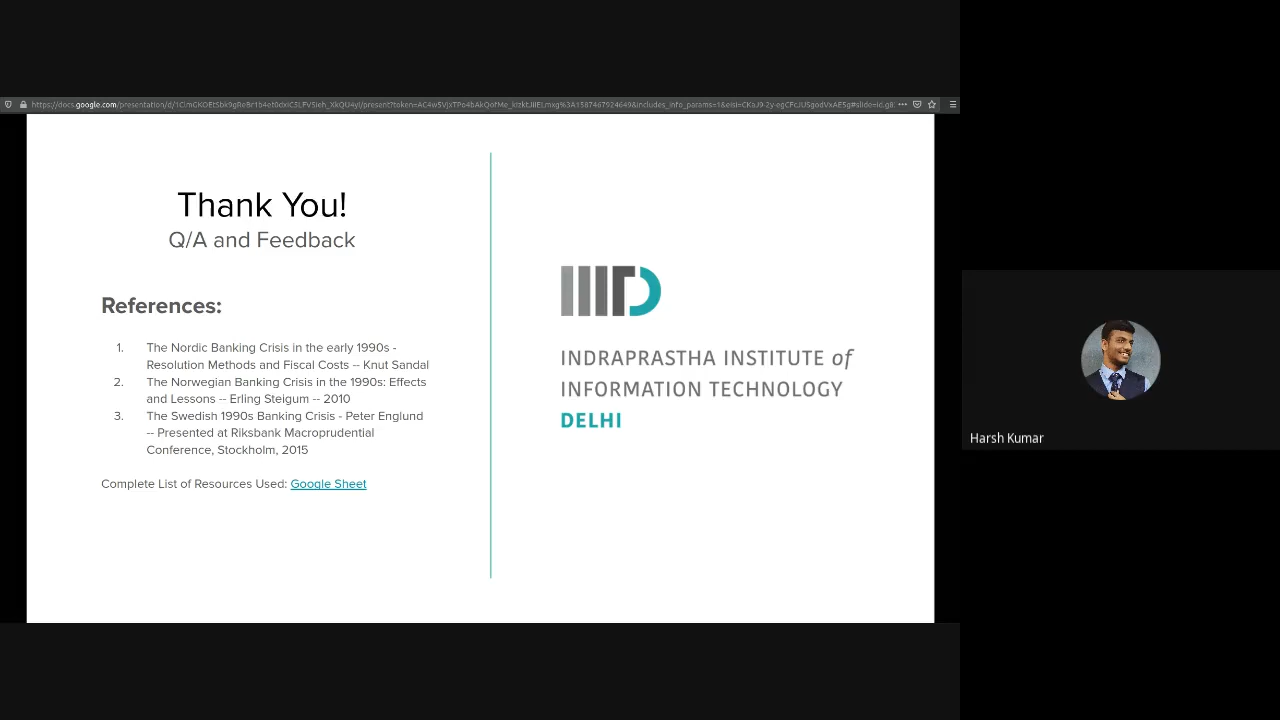 Thank You!
Q/A and Feedback
References:
1. The Nordic Banking Crisis in the early 1990s -
Resolution Methods and Fiscal Costs -- Knut Sandal
2. The Norwegian Banking Crisis in the 1990s: Effects
and Lessons -- Erling Steigum -- 2010
3. The Swedish 1990s Banking Crisis - Peter Englund
-- Presented at Riksbank Macroprudential
Conference, Stockholm, 2015
Complete List of Resources Used: Google Sheet
IIITD
INDRAPRASTHA INSTITUTE of
INFORMATION TECHNOLOGY
DELHI
Harsh Kumar